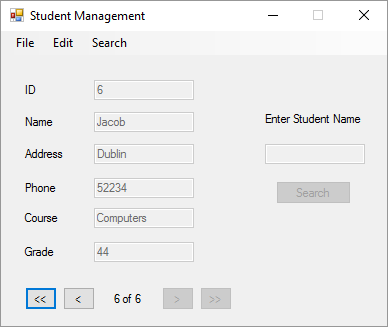 Student Management
File Edit Search
ID 6
Name Jacob
Enter Student Name
Address Dublin
Phone 52234
Search
Course Computers
Grade 44
<< < 6 of 6 > >>